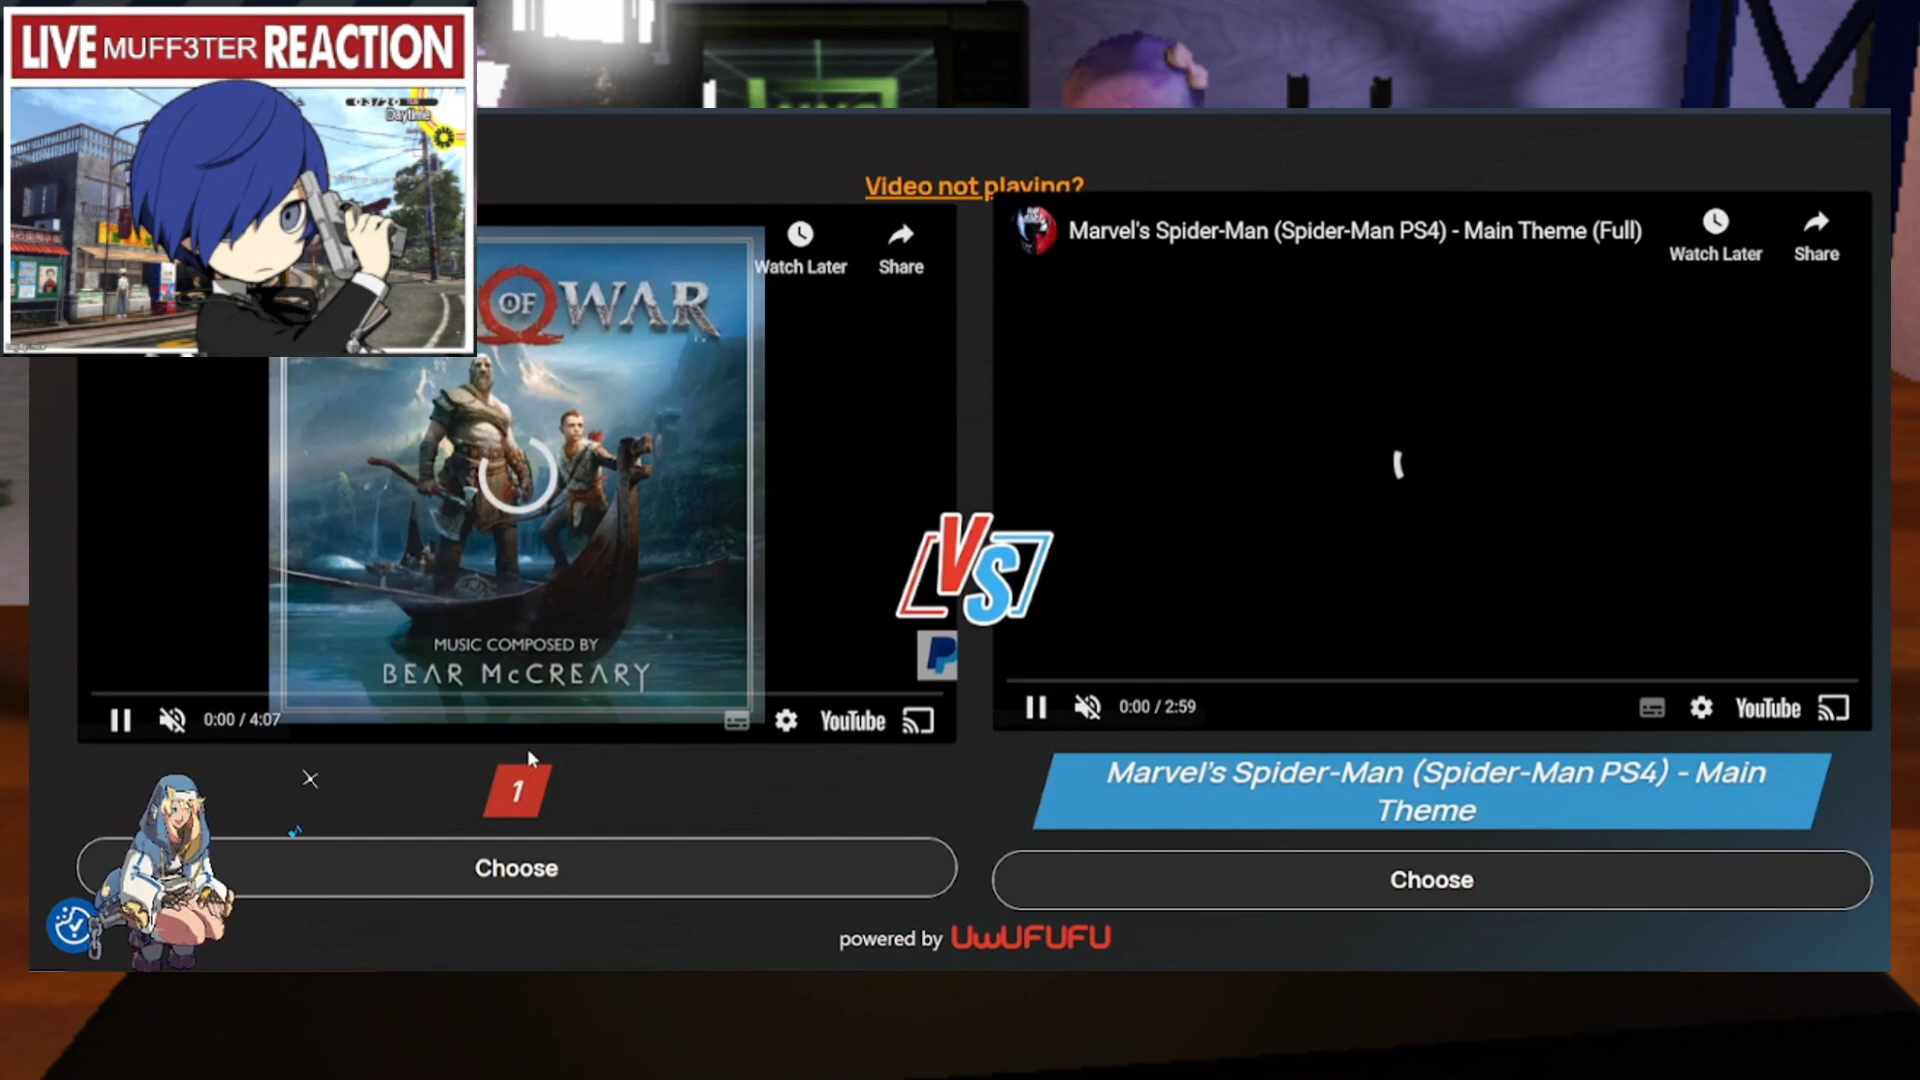 LIVE MUFF3TER REACTION
Daytime
Video not playing?
OF WAR
Watch Later
Share
MUSIC COMPOSED BY
BEAR McCREARY
0:00 / 4:07
YouTube
1
Choose
VS
Marvel's Spider-Man (Spider-Man PS4) - Main Theme (Full)
Watch Later
Share
0:00 / 2:59
YouTube
Marvel's Spider-Man (Spider-Man PS4) - Main
Theme
Choose
powered by UwUFUFU